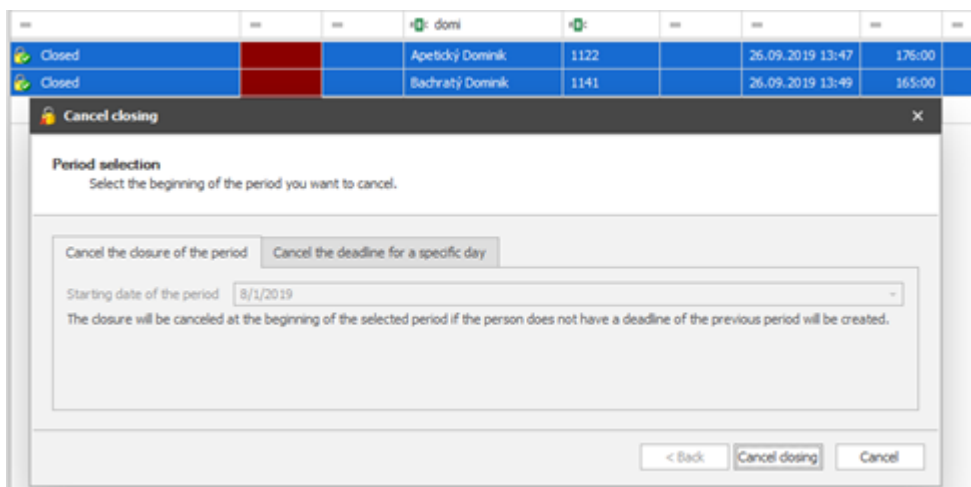 domi
Closed Apetický Dominik 1122 26.09.2019 13:47 176:00
Closed Bachratý Dominik 1141 26.09.2019 13:49 165:00
Cancel closing
Period selection
Select the beginning of the period you want to cancel.
Cancel the closure of the period Cancel the deadline for a specific day
Starting date of the period 8/1/2019
The closure will be canceled at the beginning of the selected period if the person does not have a deadline of the previous period will be created.
< Back Cancel closing Cancel